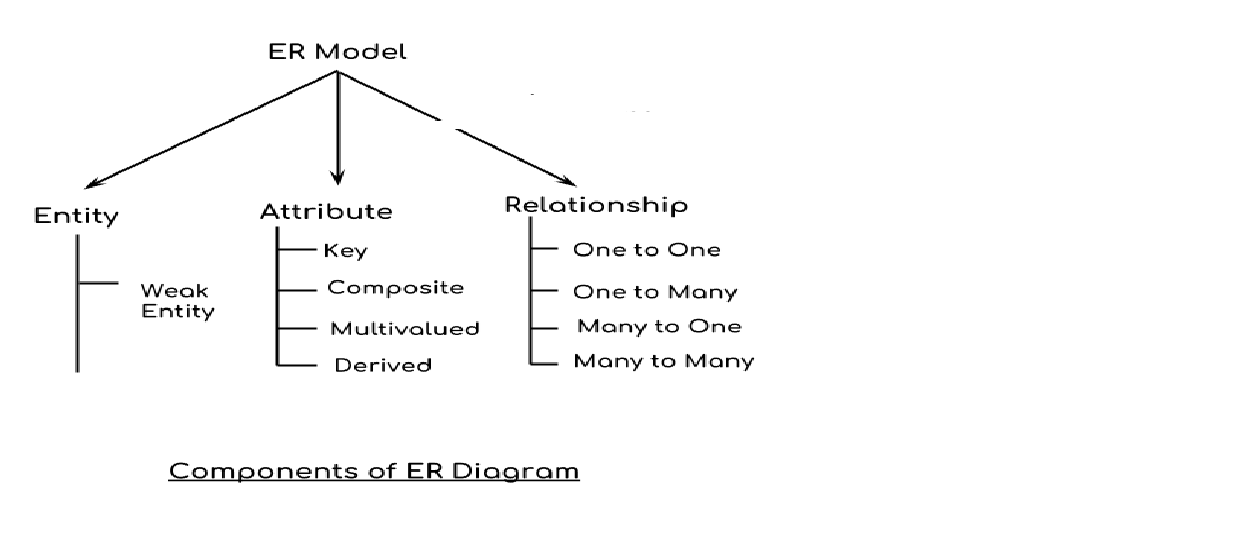 ER Model
Entity
Attribute
Relationship
Weak
Entity
Key
Composite
Multivalued
Derived
One to One
One to Many
Many to One
Many to Many
Components of ER Diagram